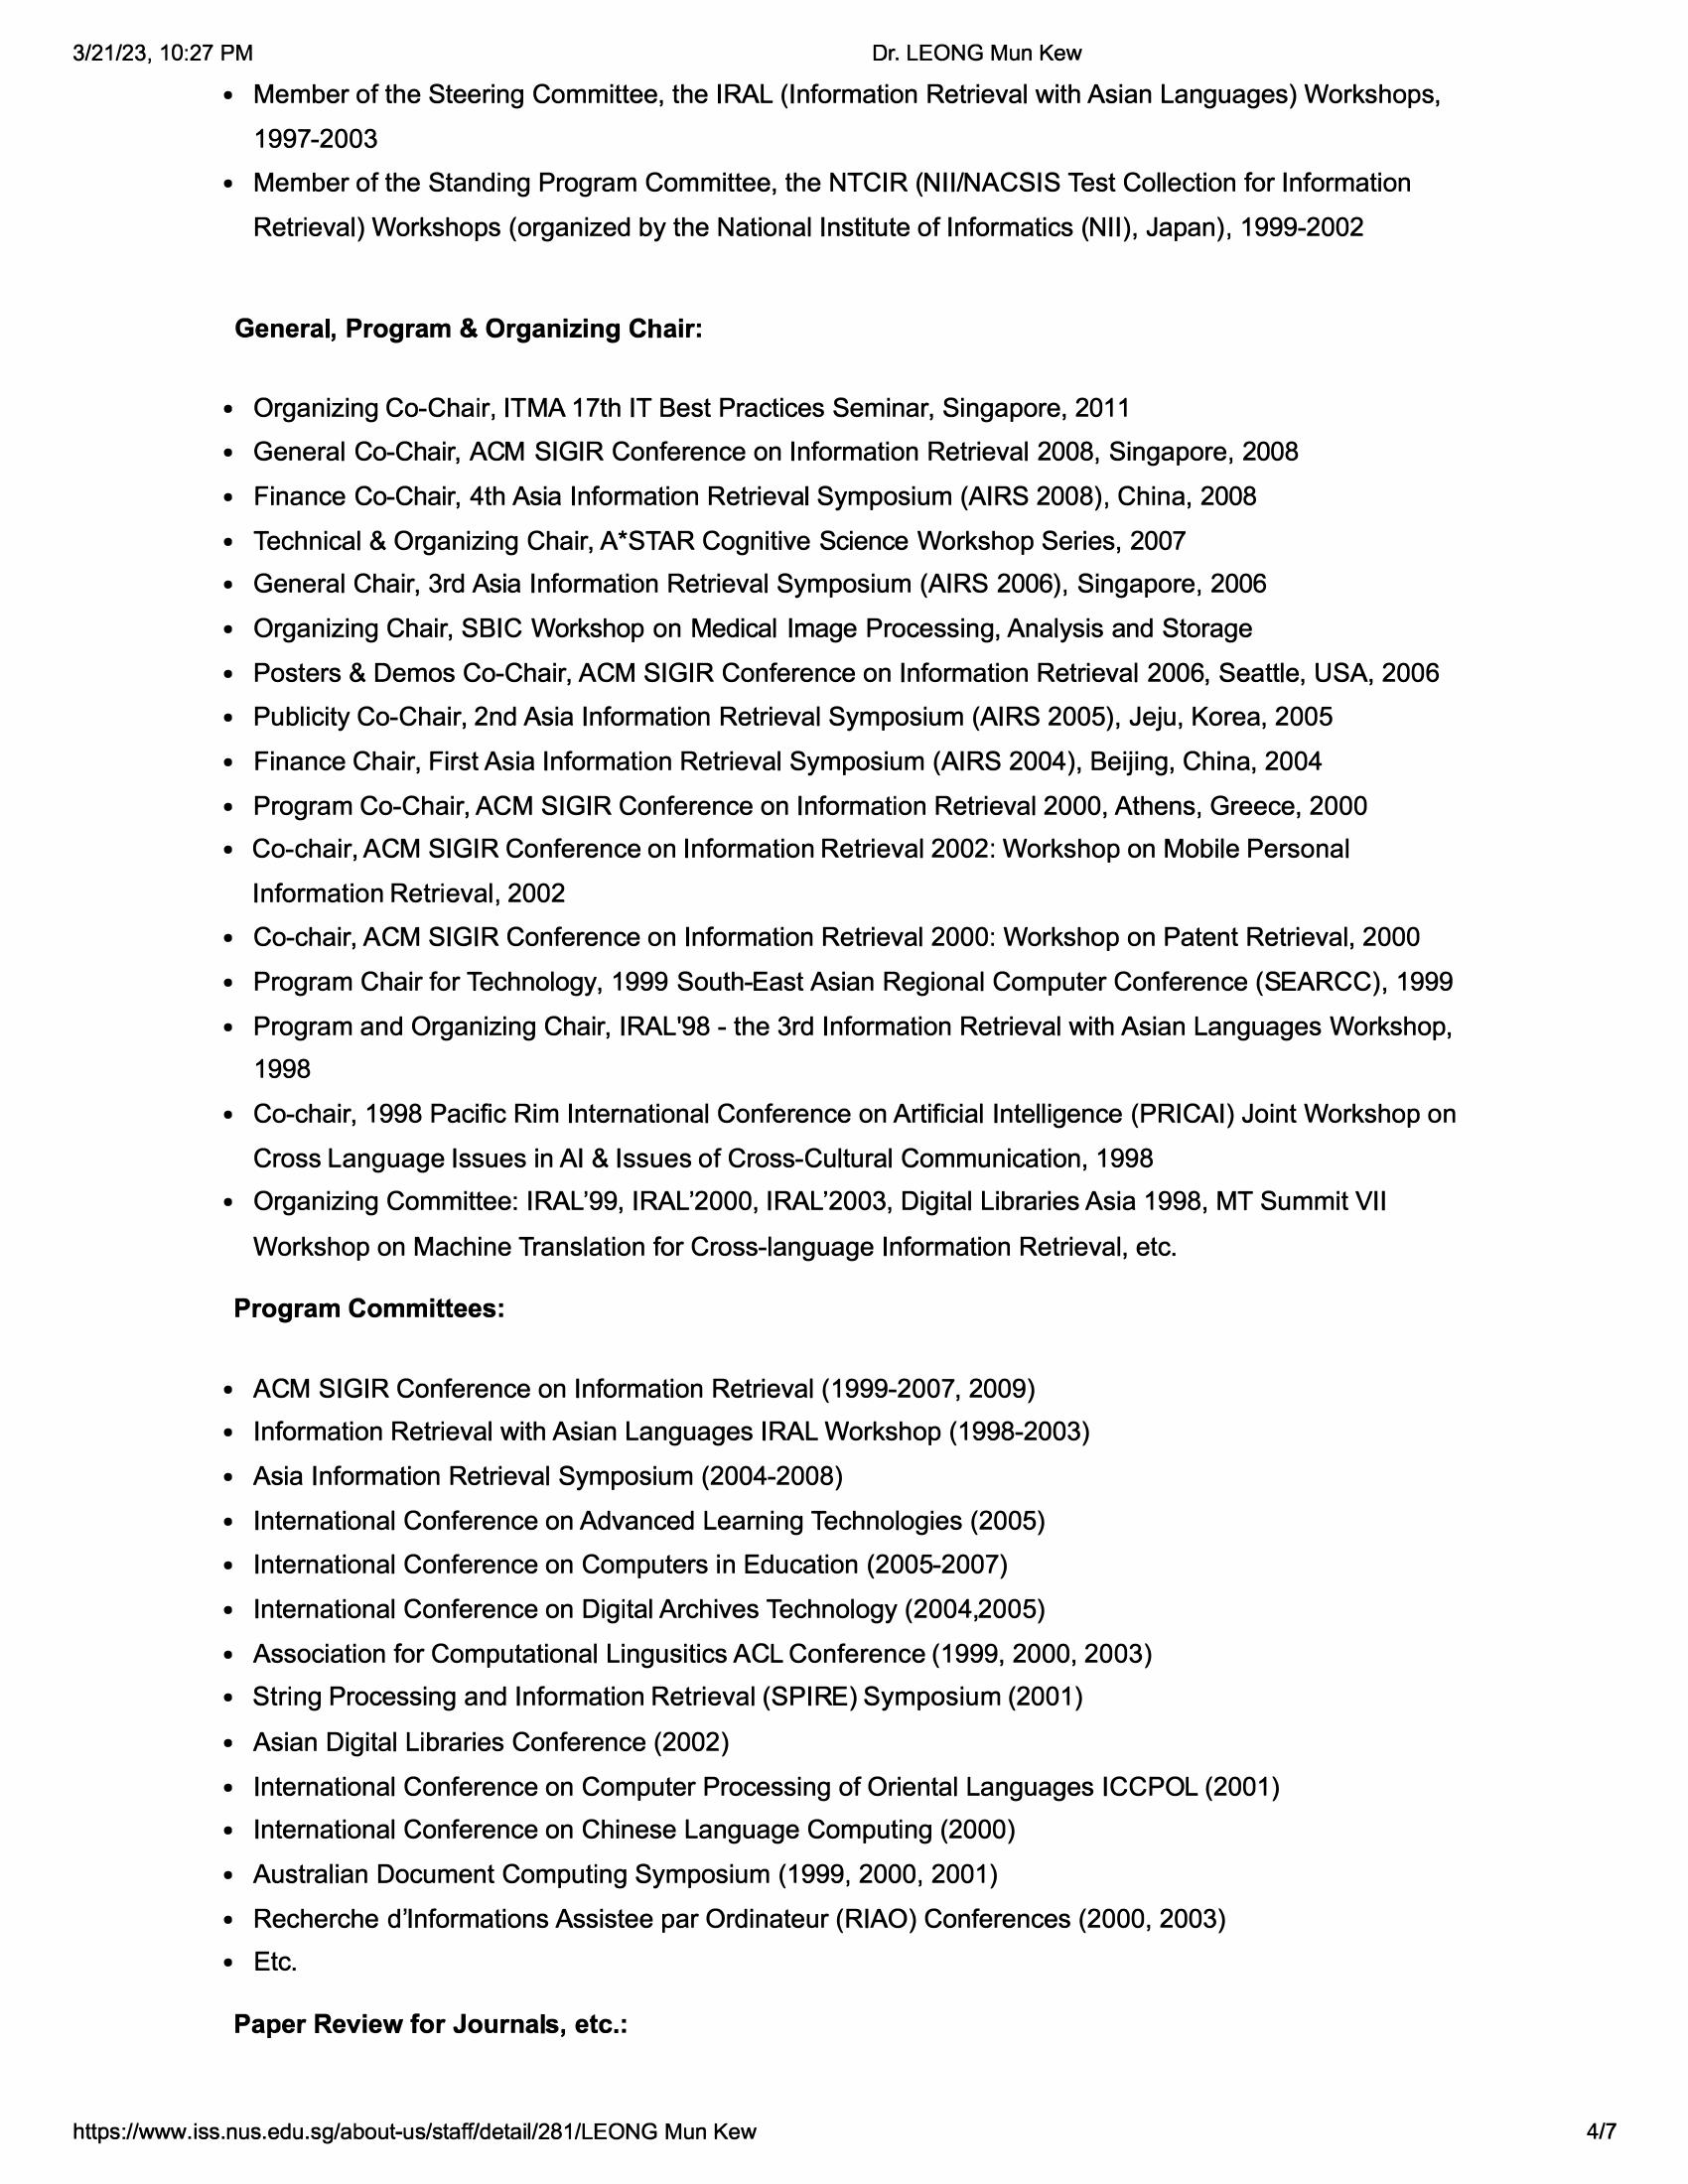 3/21/23, 10:27 PM
Dr. LEONG Mun Kew
• Member of the Steering Committee, the IRAL (Information Retrieval with Asian Languages) Workshops,
1997-2003
• Member of the Standing Program Committee, the NTCIR (NII/NACSIS Test Collection for Information
Retrieval) Workshops (organized by the National Institute of Informatics (NII), Japan), 1999-2002
General, Program & Organizing Chair:
• Organizing Co-Chair, ITMA 17th IT Best Practices Seminar, Singapore, 2011
• General Co-Chair, ACM SIGIR Conference on Information Retrieval 2008, Singapore, 2008
• Finance Co-Chair, 4th Asia Information Retrieval Symposium (AIRS 2008), China, 2008
• Technical & Organizing Chair, A*STAR Cognitive Science Workshop Series, 2007
• General Chair, 3rd Asia Information Retrieval Symposium (AIRS 2006), Singapore, 2006
• Organizing Chair, SBIC Workshop on Medical Image Processing, Analysis and Storage
• Posters & Demos Co-Chair, ACM SIGIR Conference on Information Retrieval 2006, Seattle, USA, 2006
• Publicity Co-Chair, 2nd Asia Information Retrieval Symposium (AIRS 2005), Jeju, Korea, 2005
• Finance Chair, First Asia Information Retrieval Symposium (AIRS 2004), Beijing, China, 2004
• Program Co-Chair, ACM SIGIR Conference on Information Retrieval 2000, Athens, Greece, 2000
• Co-chair, ACM SIGIR Conference on Information Retrieval 2002: Workshop on Mobile Personal
Information Retrieval, 2002
• Co-chair, ACM SIGIR Conference on Information Retrieval 2000: Workshop on Patent Retrieval, 2000
• Program Chair for Technology, 1999 South-East Asian Regional Computer Conference (SEARCC), 1999
• Program and Organizing Chair, IRAL'98 - the 3rd Information Retrieval with Asian Languages Workshop,
1998
• Co-chair, 1998 Pacific Rim International Conference on Artificial Intelligence (PRICAI) Joint Workshop on
Cross Language Issues in AI & Issues of Cross-Cultural Communication, 1998
• Organizing Committee: IRAL’99, IRAL’2000, IRAL’2003, Digital Libraries Asia 1998, MT Summit VII
Workshop on Machine Translation for Cross-language Information Retrieval, etc.
Program Committees:
• ACM SIGIR Conference on Information Retrieval (1999-2007, 2009)
• Information Retrieval with Asian Languages IRAL Workshop (1998-2003)
• Asia Information Retrieval Symposium (2004-2008)
• International Conference on Advanced Learning Technologies (2005)
• International Conference on Computers in Education (2005-2007)
• International Conference on Digital Archives Technology (2004,2005)
• Association for Computational Lingusitics ACL Conference (1999, 2000, 2003)
• String Processing and Information Retrieval (SPIRE) Symposium (2001)
• Asian Digital Libraries Conference (2002)
• International Conference on Computer Processing of Oriental Languages ICCPOL (2001)
• International Conference on Chinese Language Computing (2000)
• Australian Document Computing Symposium (1999, 2000, 2001)
• Recherche d’Informations Assistee par Ordinateur (RIAO) Conferences (2000, 2003)
• Etc.
Paper Review for Journals, etc.:
https://www.iss.nus.edu.sg/about-us/staff/detail/281/LEONG Mun Kew
4/7